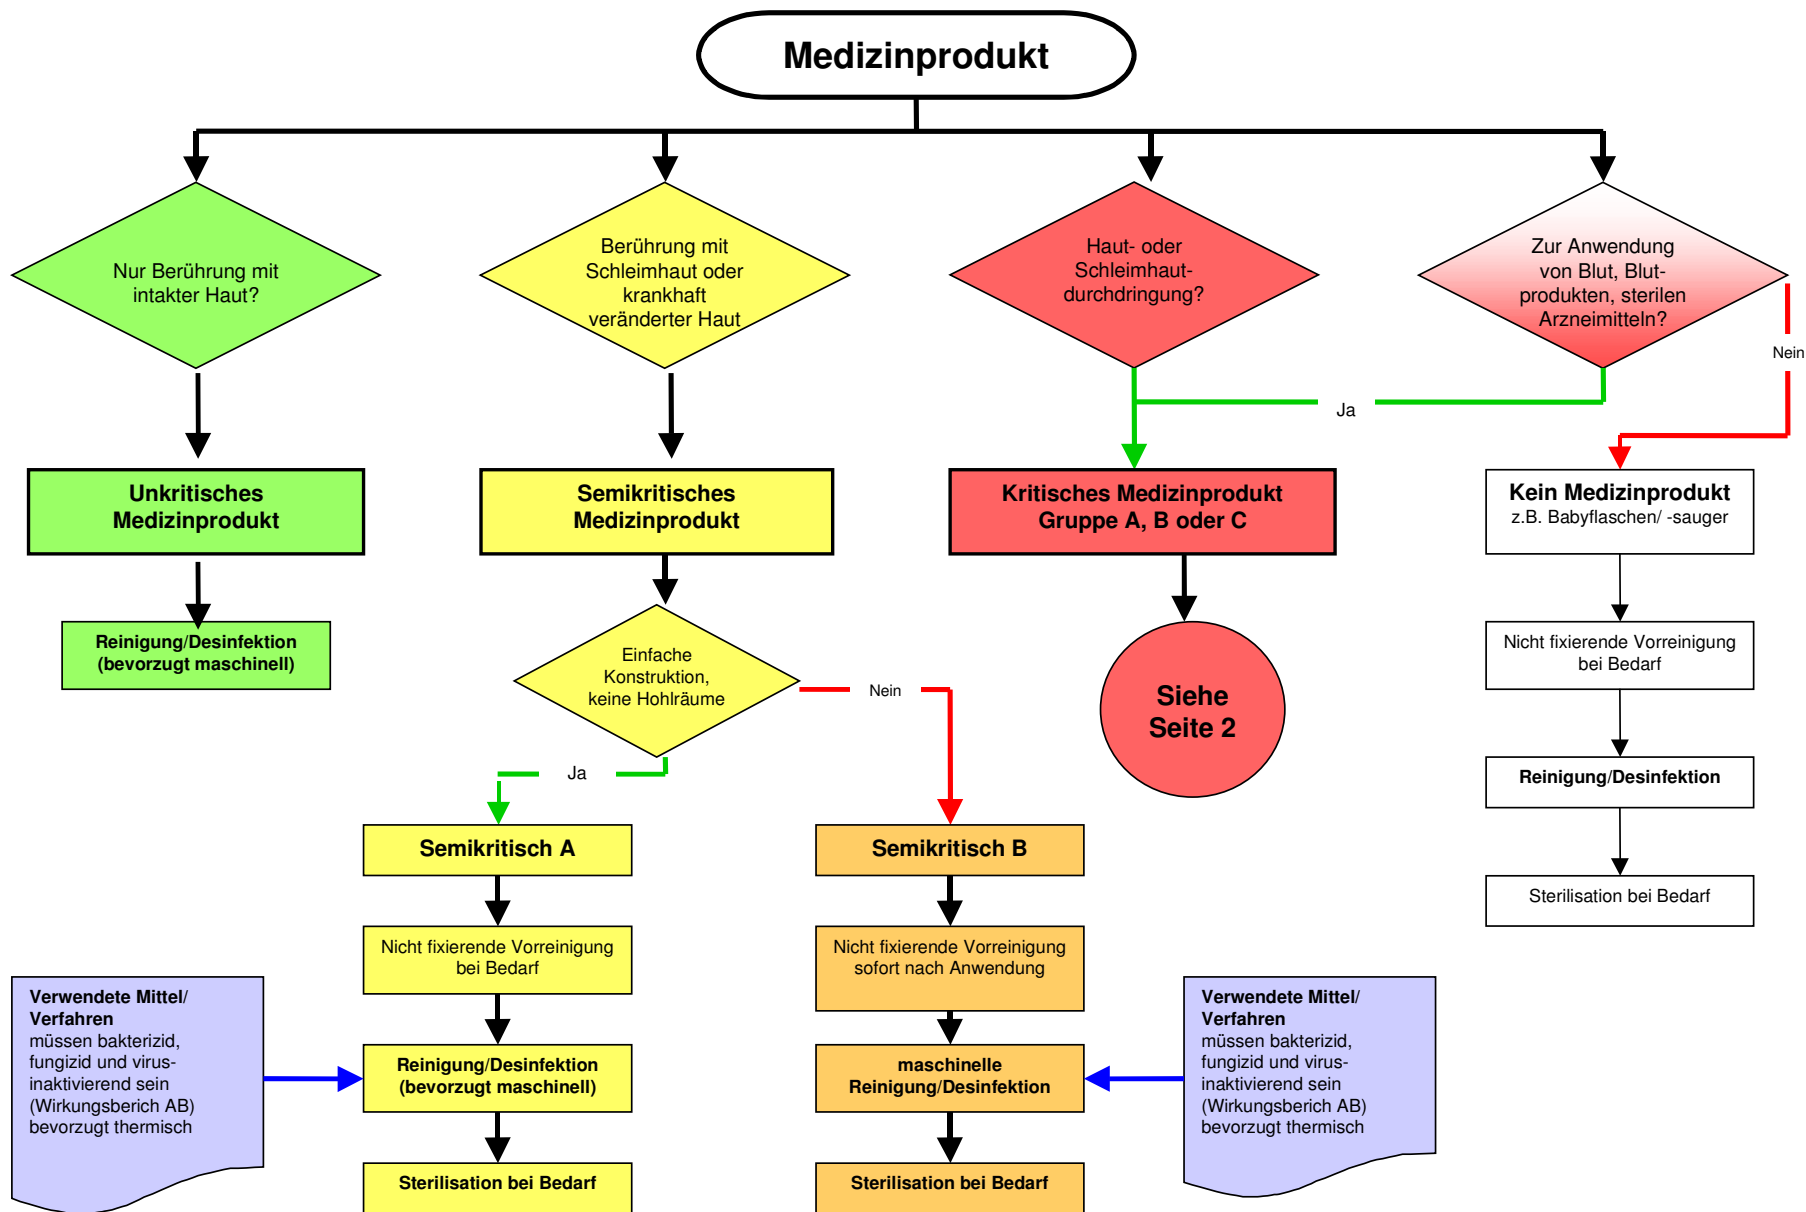 Medizinprodukt
Nur Berührung mit
intakter Haut?
Berührung mit
Schleimhaut oder
krankhaft
veränderter Haut
Haut- oder
Schleimhaut-
durchdringung?
Zur Anwendung
von Blut, Blut-
produkten, sterilen
Arzneimitteln?
Nein
Ja
Unkritisches
Medizinprodukt
Semikritisches
Medizinprodukt
Kritisches Medizinprodukt
Gruppe A, B oder C
Kein Medizinprodukt
z.B. Babyflaschen/ -sauger
Reinigung/Desinfektion
(bevorzugt maschinell)
Einfache
Konstruktion,
keine Hohlräume
Nein
Ja
Siehe
Seite 2
Nicht fixierende Vorreinigung
bei Bedarf
Reinigung/Desinfektion
Sterilisation bei Bedarf
Semikritisch A
Semikritisch B
Nicht fixierende Vorreinigung
bei Bedarf
Nicht fixierende Vorreinigung
sofort nach Anwendung
Verwendete Mittel/
Verfahren
müssen bakterizid,
fungizid und virus-
inaktivierend sein
(Wirkungsberich AB)
bevorzugt thermisch
Reinigung/Desinfektion
(bevorzugt maschinell)
maschinelle
Reinigung/Desinfektion
Verwendete Mittel/
Verfahren
müssen bakterizid,
fungizid und virus-
inaktivierend sein
(Wirkungsberich AB)
bevorzugt thermisch
Sterilisation bei Bedarf
Sterilisation bei Bedarf